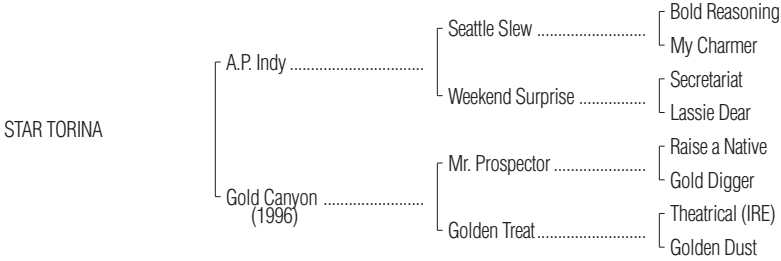 Bold Reasoning
Seattle Slew ..........................
My Charmer
A.P. Indy ................................
Secretariat
Weekend Surprise ................
Lassie Dear
STAR TORINA
Raise a Native
Mr. Prospector ......................
Gold Digger
Gold Canyon ........................
(1996)
Theatrical (IRE)
Golden Treat..........................
Golden Dust